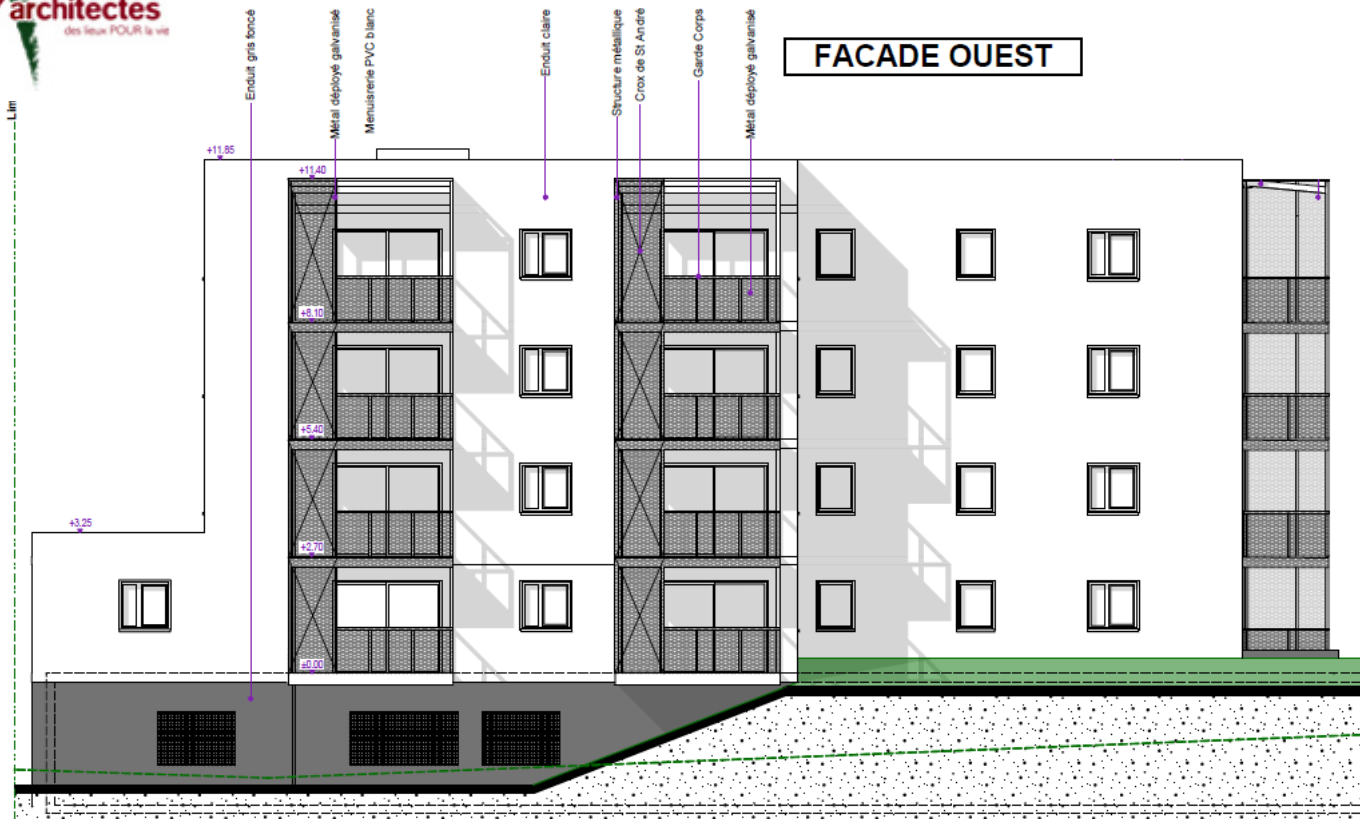 architectes
des lieux POUR la vie
FACADE OUEST
Enduit gris foncé
Métal déployé galvanisé
Menuisrerie PVC blanc
Enduit claire
Structure métallique
Crox de St André
Garde Corps
Métal déployé galvanisé
+11.85
+11.40
+8.10
+5.40
+3.25
+2.70
±0.00